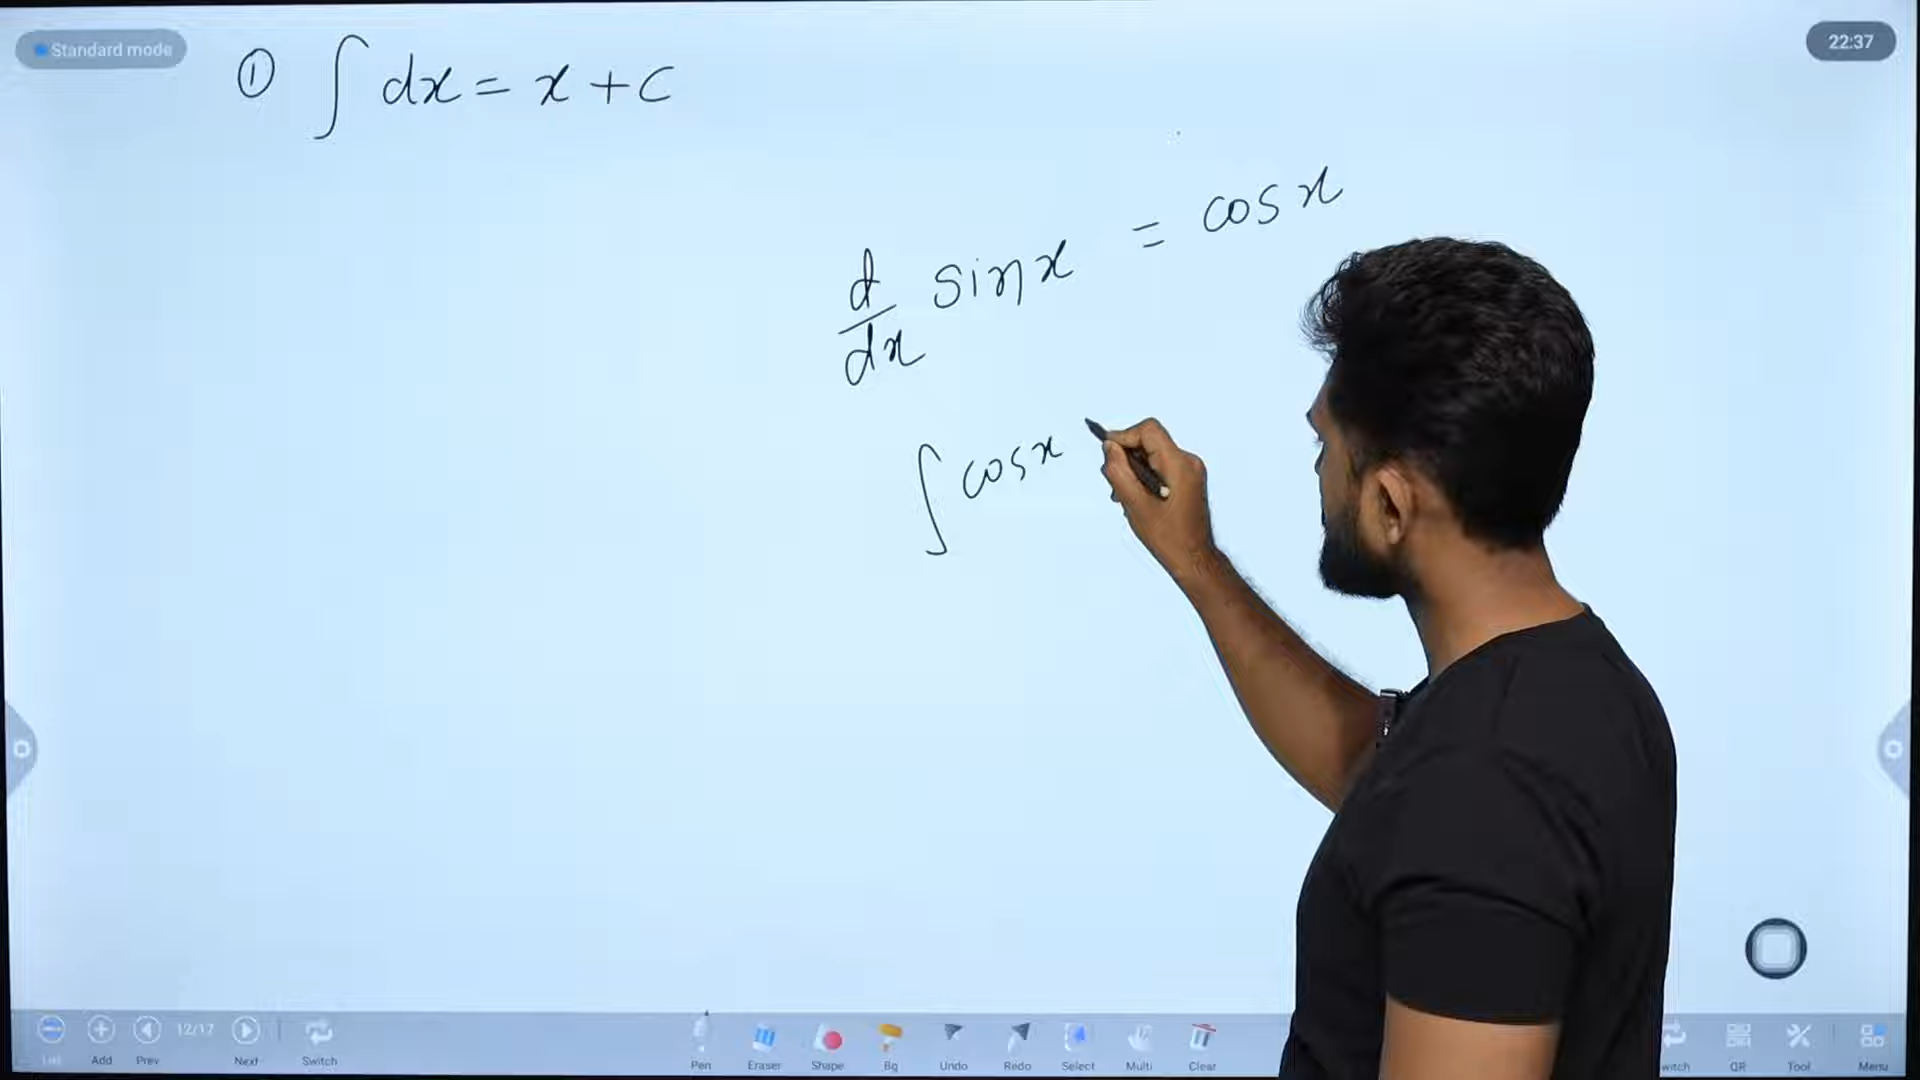 Standard mode
22:37
① ∫ dx = x + c
d/dx sin x = cos x
∫ cos x
12/17
Add Prev Next Switch Pen Eraser Shape Bg Undo Redo Select Multi Clear witch QR Tool Menu